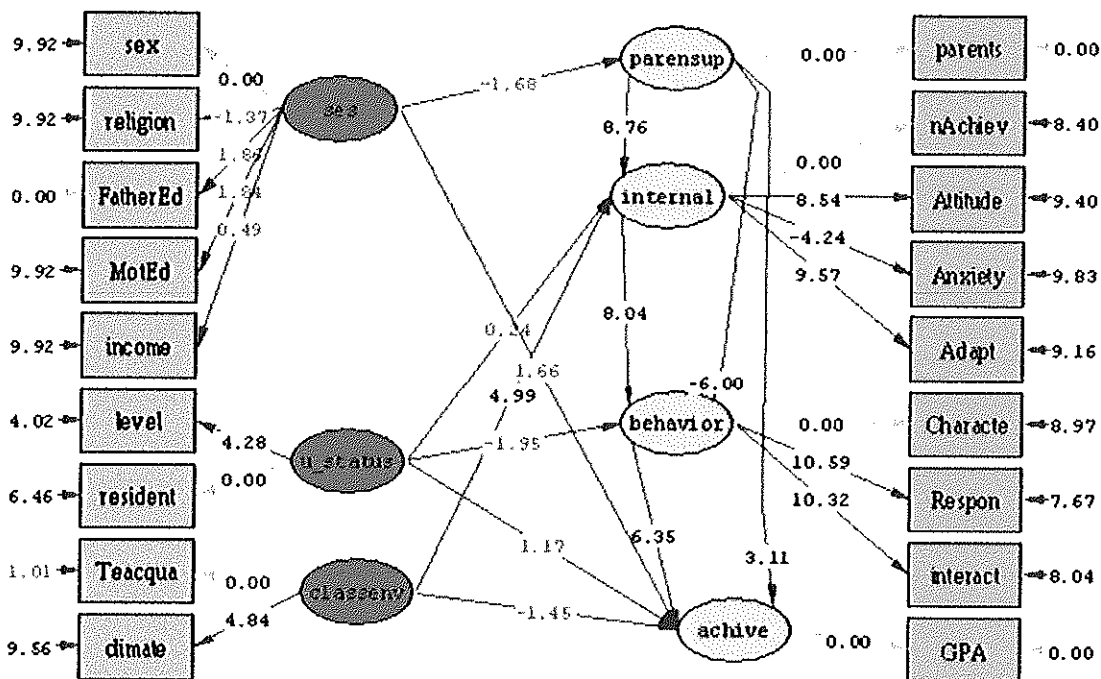 9.92 sex
0.00
9.92 religion -1.37
1.84
0.00 FatherEd
1.84
0.49
9.92 MotEd
9.92 income
4.02 level
4.28
6.46 resident
0.00
1.01 Teacqua
0.00
9.56 climate
4.84
ses
u_status
classenv
-1.68
0.24
1.66
4.99
-1.95
1.17
-1.45
parensup
8.76
internal
8.04
behavior
-6.00
6.35
3.11
achive
0.00 parents 0.00
nAchiev 8.40
0.00
8.54 Attitude 9.40
-4.24
Anxiety 9.83
9.57
Adapt 9.16
0.00 Characte 8.97
10.59
Respon 7.67
10.32
interact 8.04
0.00 GPA 0.00